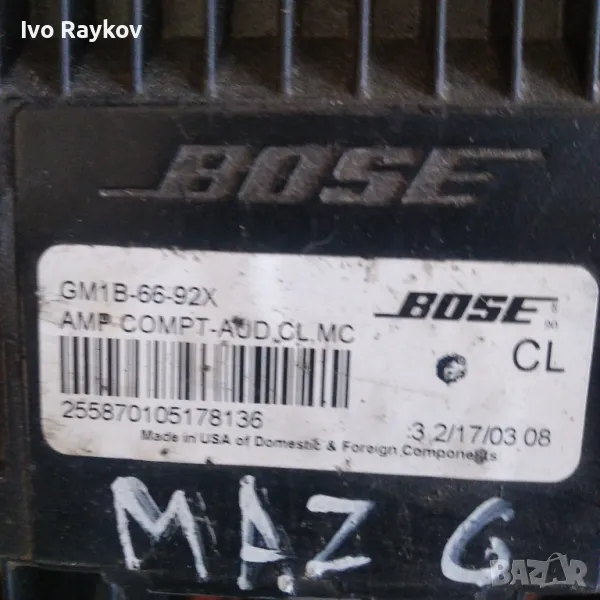 Ivo Raykov
BOSE
GM1B-66-92X
BOSE
AMP COMPT-AUD,CL,MC
CL
255870105178136
3 2/17/03 08
Made in USA of Domestic & Foreign Components
MAZ 6
BAZAR